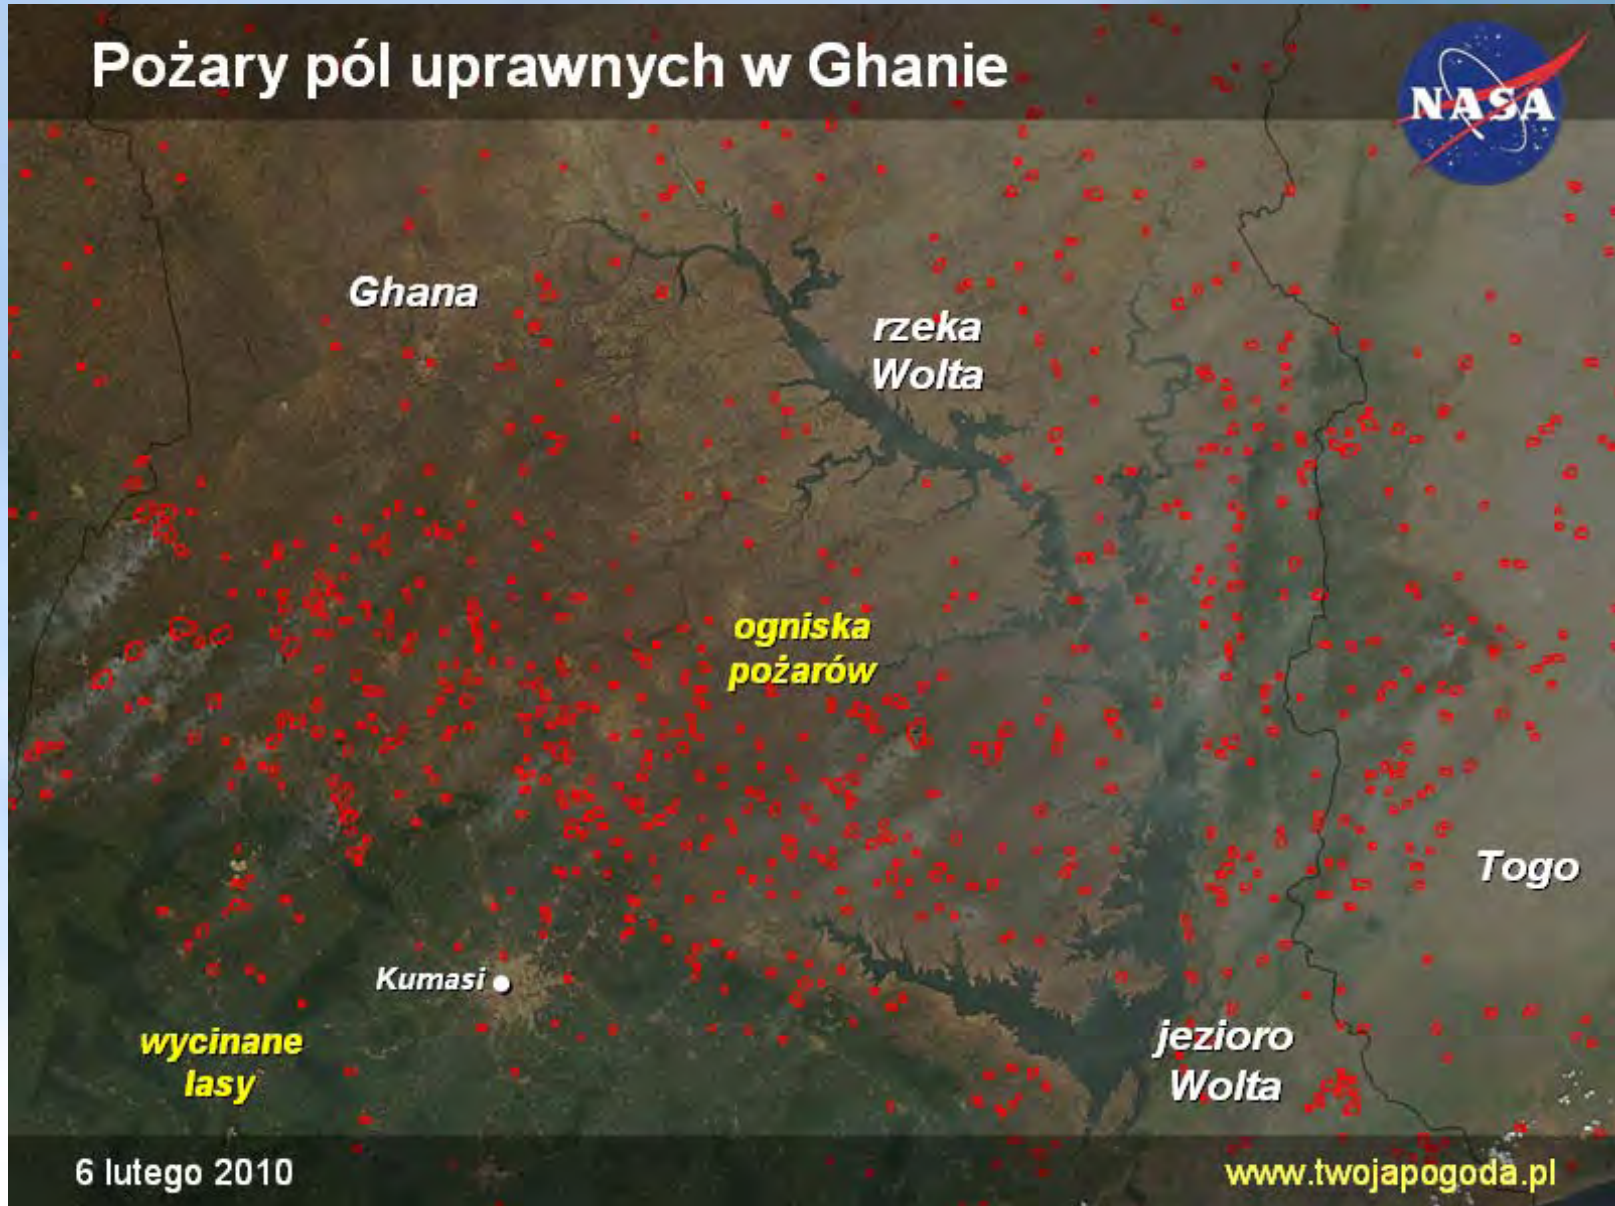 Pożary pól uprawnych w Ghanie
NASA
Ghana
rzeka
Wolta
ogniska
pożarów
Togo
Kumasi
wycinane
lasy
jezioro
Wolta
6 lutego 2010
www.twojapogoda.pl